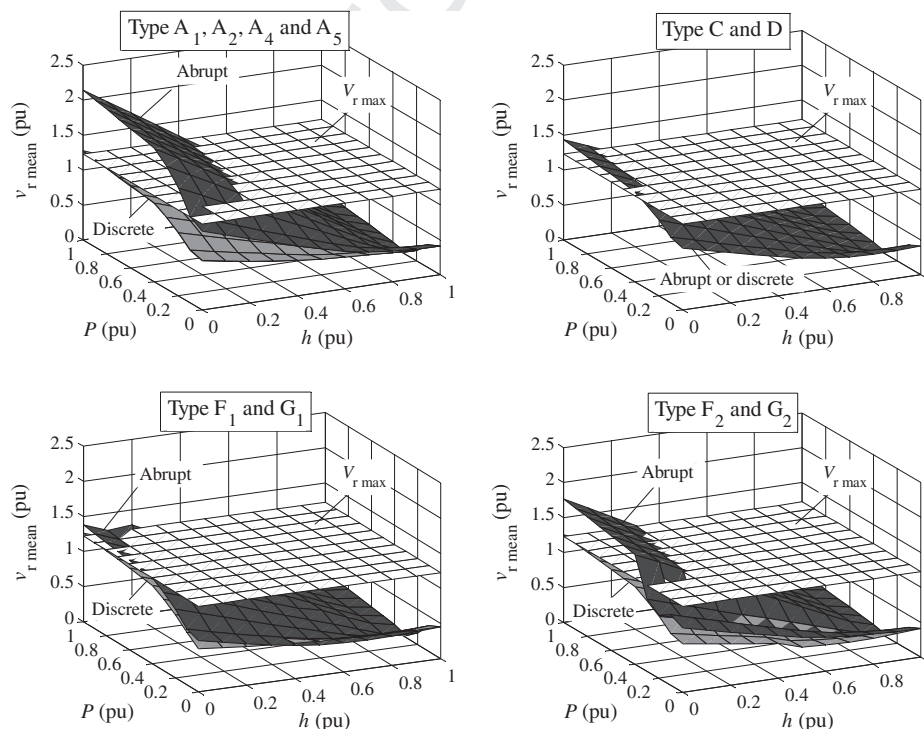 Type A1, A2, A4 and A5
2.5
2
1.5
1
0.5
0
vr mean (pu)
Abrupt
Vr max
Discrete
1
0.8
0.6
0.4
0.2
0
P (pu)
0
0.2
0.4
0.6
0.8
1
h (pu)
Type C and D
2.5
2
1.5
1
0.5
0
vr mean (pu)
Vr max
Abrupt or discrete
1
0.8
0.6
0.4
0.2
0
P (pu)
0
0.2
0.4
0.6
0.8
h (pu)
Type F1 and G1
2.5
2
1.5
1
0.5
0
vr mean (pu)
Abrupt
Vr max
Discrete
1
0.8
0.6
0.4
0.2
0
P (pu)
0
0.2
0.4
0.6
0.8
1
h (pu)
Type F2 and G2
2.5
2
1.5
1
0.5
0
vr mean (pu)
Abrupt
Vr max
Discrete
1
0.8
0.6
0.4
0.2
0
P (pu)
0
0.2
0.4
0.6
0.8
h (pu)